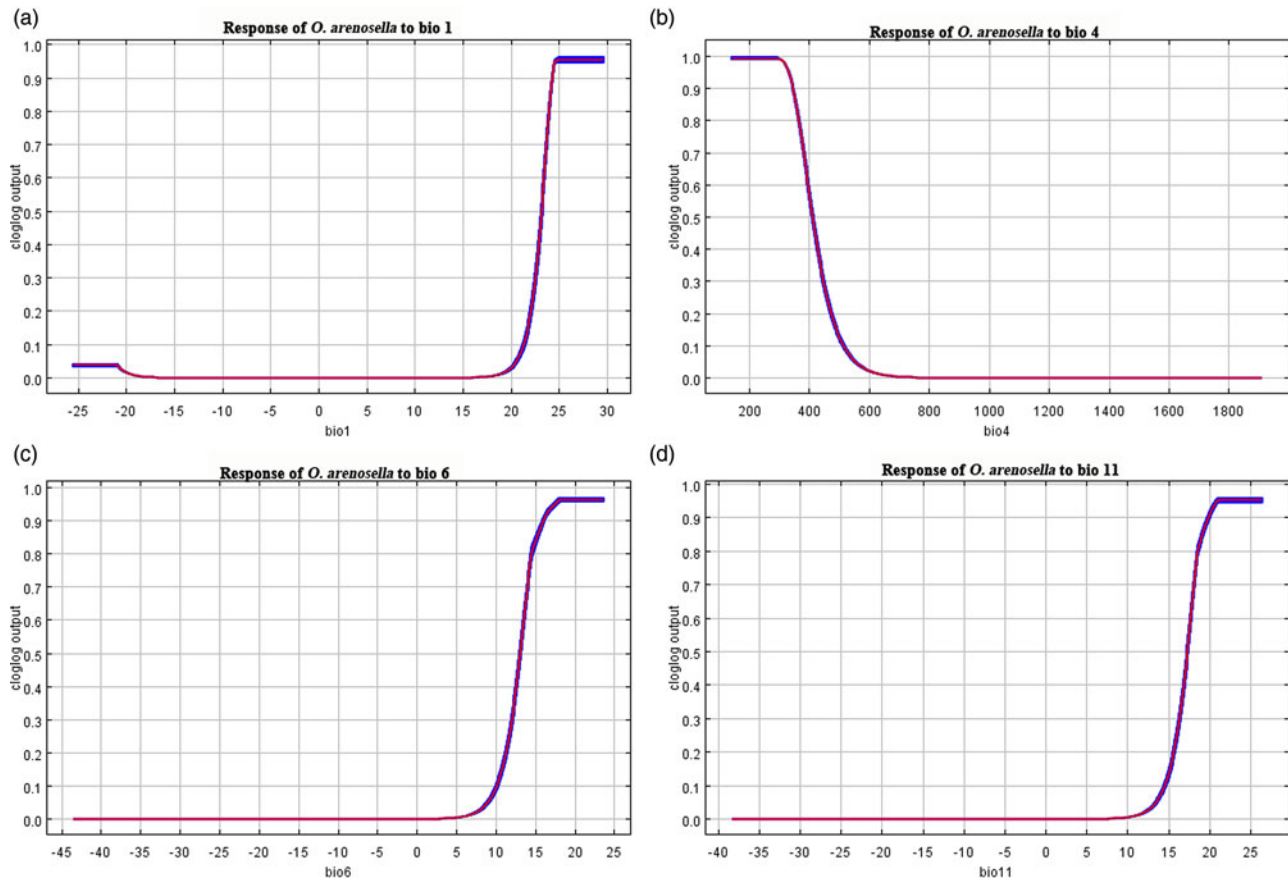 (a)
Response of O. arenosella to bio 1
cloglog output
1.0
0.9
0.8
0.7
0.6
0.5
0.4
0.3
0.2
0.1
0.0
-25 -20 -15 -10 -5 0 5 10 15 20 25 30
bio1
(b)
Response of O. arenosella to bio 4
cloglog output
1.0
0.9
0.8
0.7
0.6
0.5
0.4
0.3
0.2
0.1
0.0
200 400 600 800 1000 1200 1400 1600 1800
bio4
(c)
Response of O. arenosella to bio 6
cloglog output
1.0
0.9
0.8
0.7
0.6
0.5
0.4
0.3
0.2
0.1
0.0
-45 -40 -35 -30 -25 -20 -15 -10 -5 0 5 10 15 20 25
bio6
(d)
Response of O. arenosella to bio 11
cloglog output
1.0
0.9
0.8
0.7
0.6
0.5
0.4
0.3
0.2
0.1
0.0
-40 -35 -30 -25 -20 -15 -10 -5 0 5 10 15 20 25
bio11